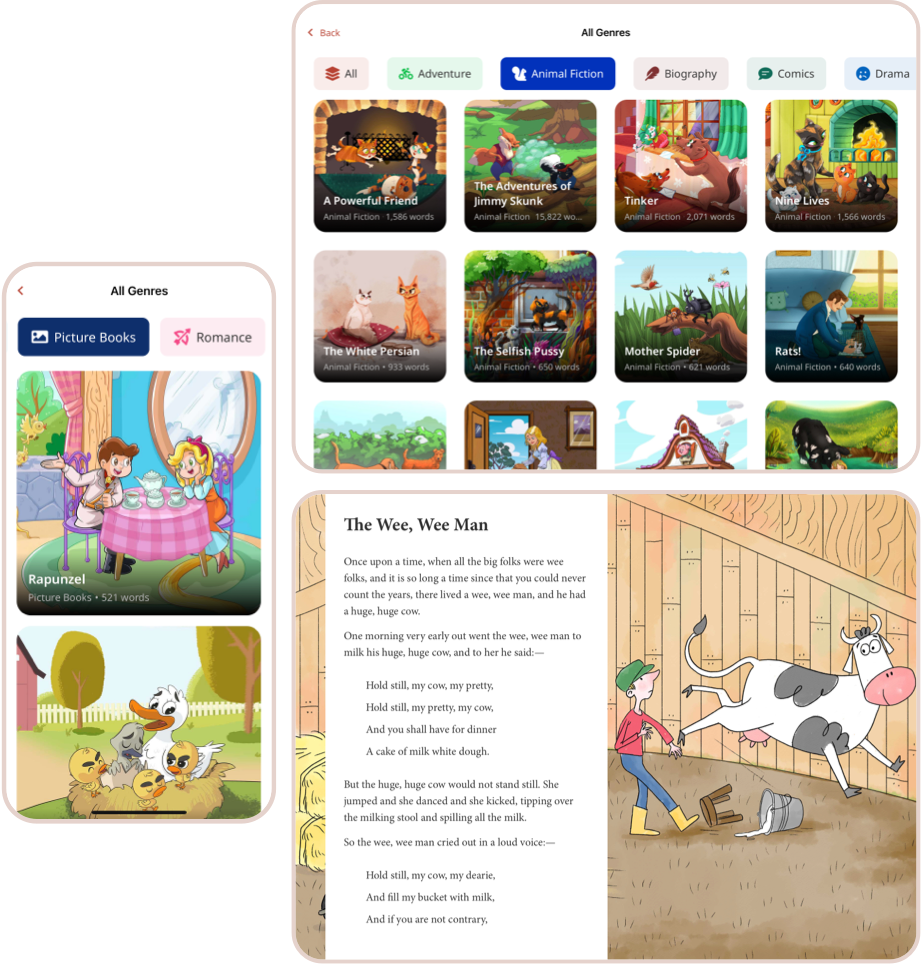 All Genres
Picture Books
Romance
Rapunzel
Picture Books • 521 words
Back
All Genres
All
Adventure
Animal Fiction
Biography
Comics
Drama
A Powerful Friend
Animal Fiction 1,586 words
The Adventures of
Jimmy Skunk
Animal Fiction 15,822 wo...
Tinker
Animal Fiction 2,071 words
Nine Lives
Animal Fiction 1,566 words
The White Persian
Animal Fiction • 933 words
The Selfish Pussy
Animal Fiction • 650 words
Mother Spider
Animal Fiction • 621 words
Rats!
Animal Fiction • 640 words
The Wee, Wee Man
Once upon a time, when all the big folks were wee
folks, and it is so long a time since that you could never
count the years, there lived a wee, wee man, and he had
a huge, huge cow.
One morning very early out went the wee, wee man to
milk his huge, huge cow, and to her he said:—
Hold still, my cow, my pretty,
Hold still, my pretty, my cow,
And you shall have for dinner
A cake of milk white dough.
But the huge, huge cow would not stand still. She
jumped and she danced and she kicked, tipping over
the milking stool and spilling all the milk.
So the wee, wee man cried out in a loud voice:—
Hold still, my cow, my dearie,
And fill my bucket with milk,
And if you are not contrary,